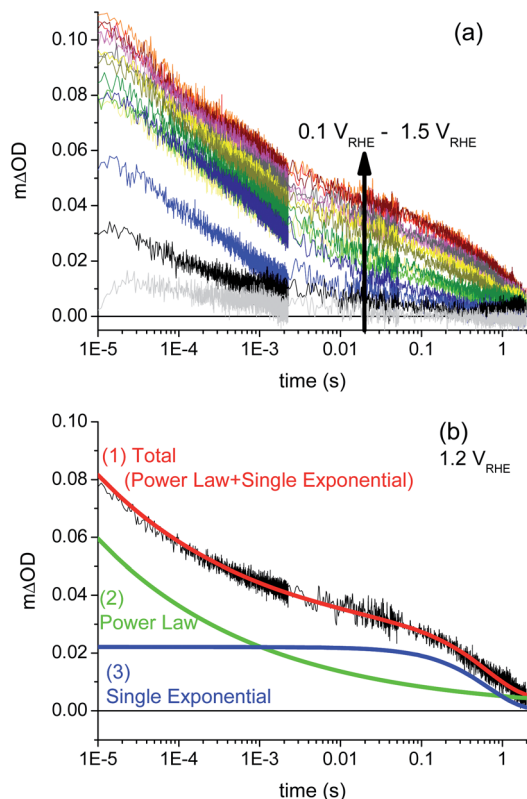 (a)
0.10
0.08
0.06
0.04
0.02
0.00
mΔOD
0.1 V_RHE - 1.5 V_RHE
1E-5 1E-4 1E-3 0.01 0.1 1
time (s)
(b)
1.2 V_RHE
0.10
0.08
0.06
0.04
0.02
0.00
mΔOD
(1) Total
(Power Law+Single Exponential)
(2)
Power Law
(3)
Single Exponential
1E-5 1E-4 1E-3 0.01 0.1 1
time (s)